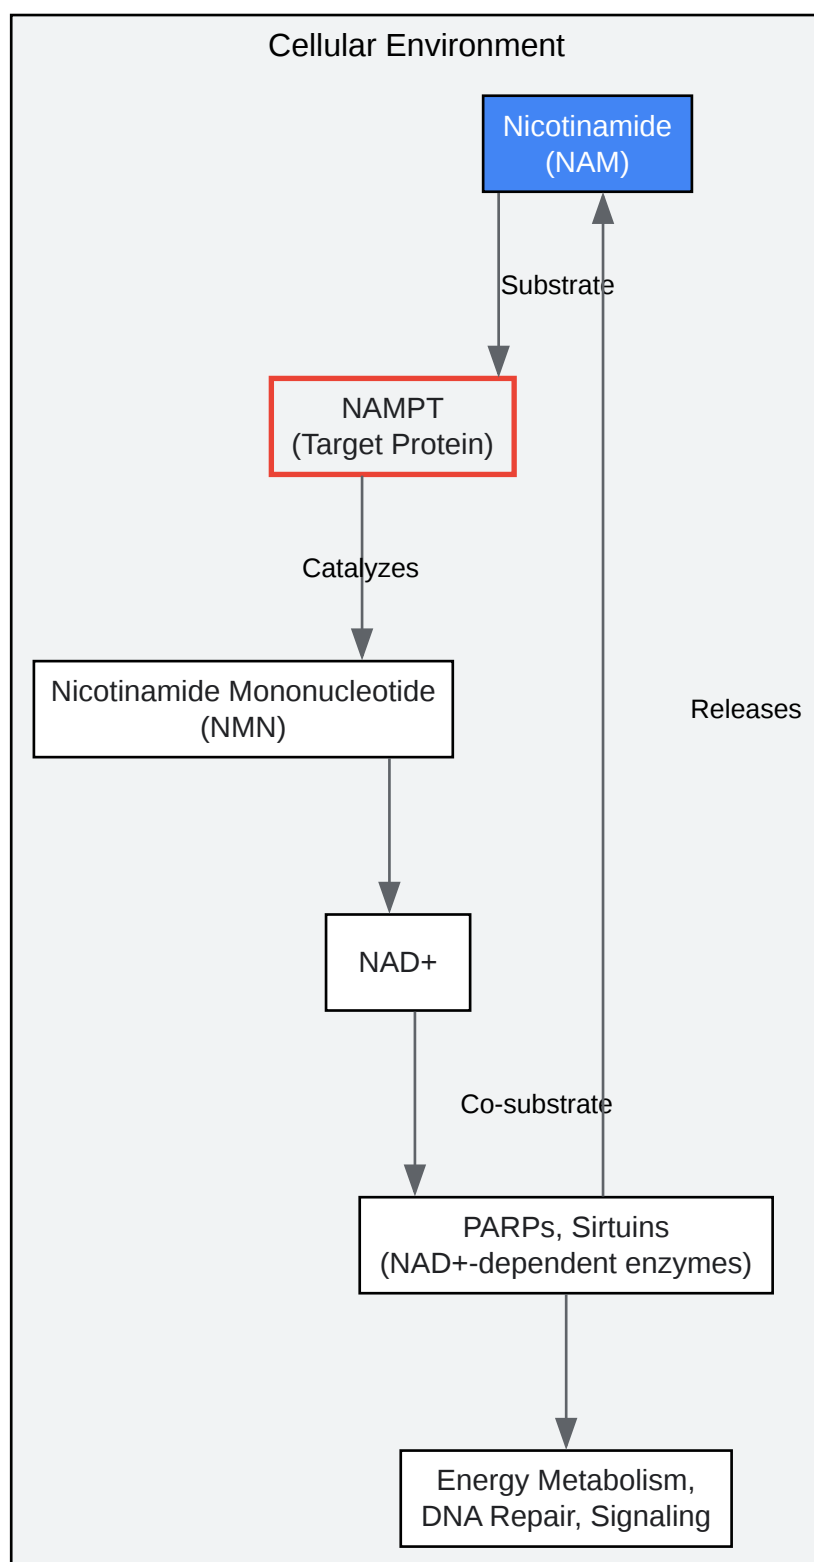 Cellular Environment
Nicotinamide
(NAM)
Substrate
NAMPT
(Target Protein)
Catalyzes
Nicotinamide Mononucleotide
(NMN)
Releases
NAD+
Co-substrate
PARPs, Sirtuins
(NAD+-dependent enzymes)
Energy Metabolism,
DNA Repair, Signaling